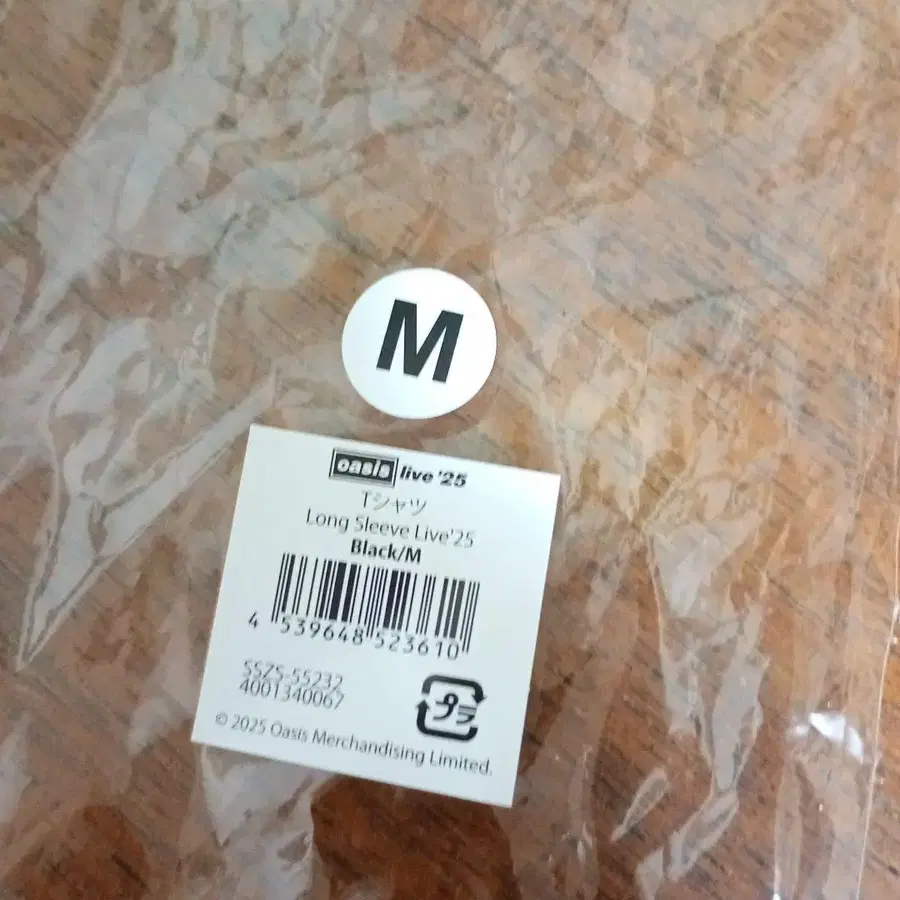 M
oasis live '25
Tシャツ
Long Sleeve Live'25
Black/M
4 539648 523610
SSZS-55232
4001340067
プラ
© 2025 Oasis Merchandising Limited.